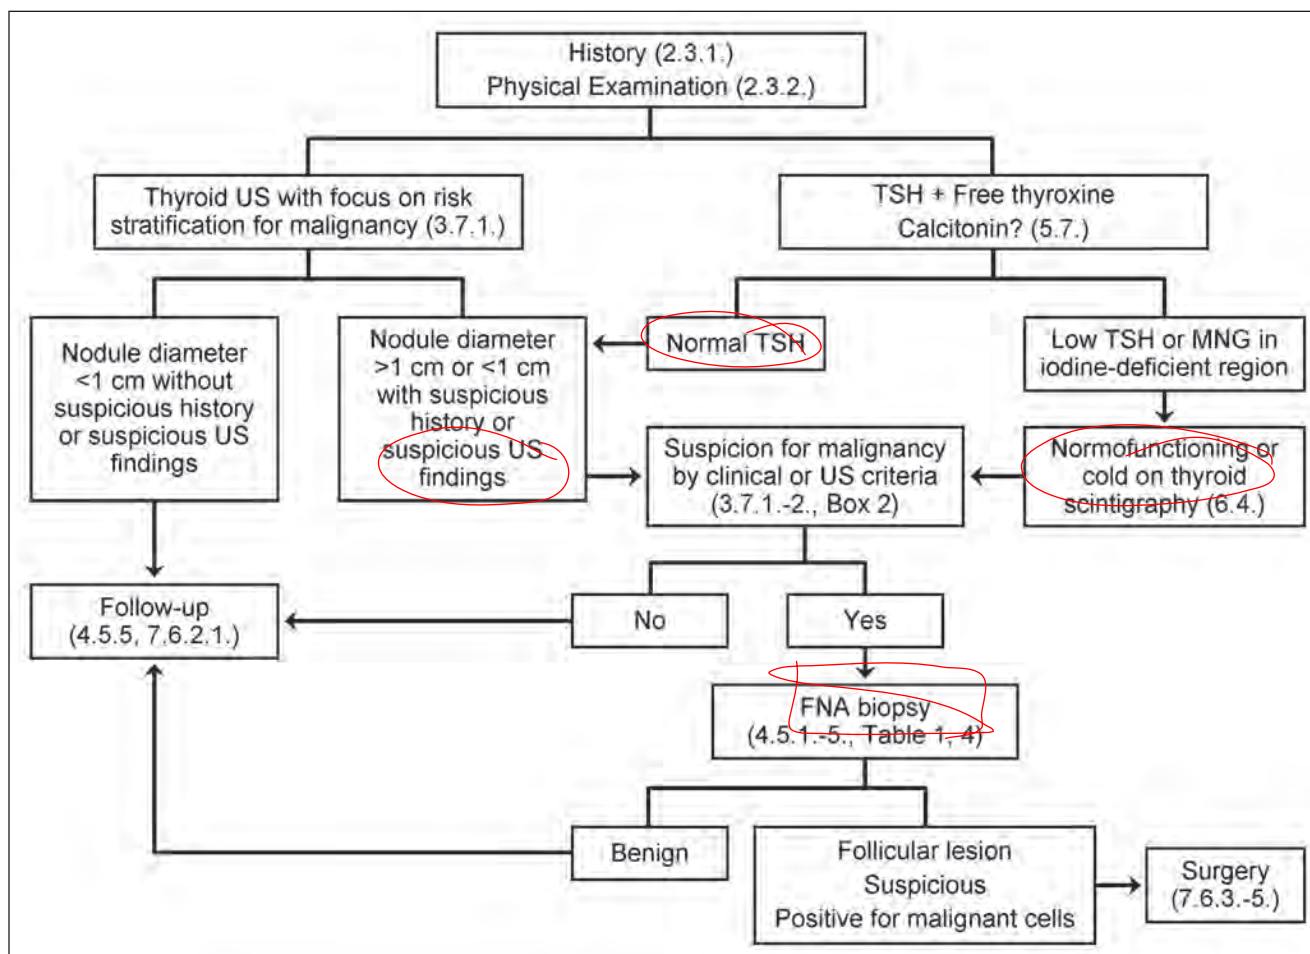 History (2.3.1.)
Physical Examination (2.3.2.)
Thyroid US with focus on risk
stratification for malignancy (3.7.1.)
TSH + Free thyroxine
Calcitonin? (5.7.)
Nodule diameter
<1 cm without
suspicious history
or suspicious US
findings
Nodule diameter
>1 cm or <1 cm
with suspicious
history or
suspicious US
findings
Normal TSH
Low TSH or MNG in
iodine-deficient region
Suspicion for malignancy
by clinical or US criteria
(3.7.1.-2., Box 2)
Normofunctioning or
cold on thyroid
scintigraphy (6.4.)
Follow-up
(4.5.5, 7.6.2.1.)
No
Yes
FNA biopsy
(4.5.1.-5., Table 1, 4)
Benign
Follicular lesion
Suspicious
Positive for malignant cells
Surgery
(7.6.3.-5.)